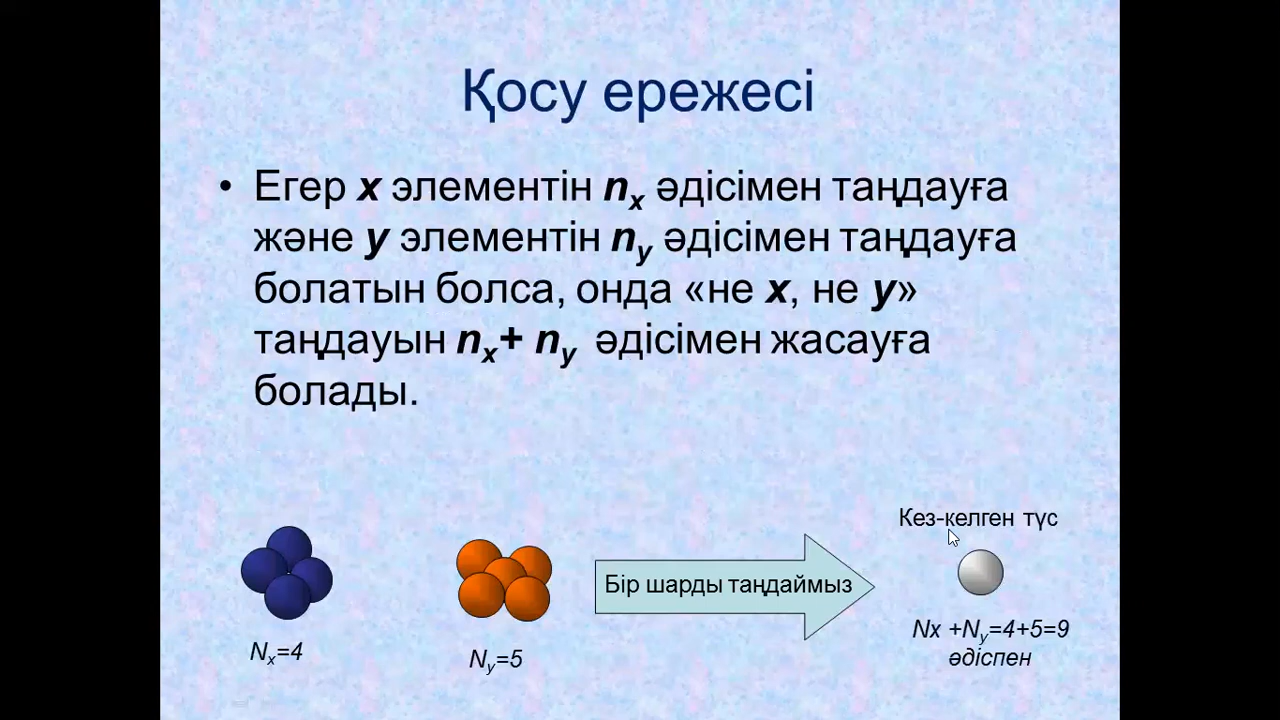 Қосу ережесі
• Егер x элементін nx әдісімен таңдауға
және y элементін ny әдісімен таңдауға
болатын болса, онда «не x, не y»
таңдауын nx+ ny әдісімен жасауға
болады.
Кез-келген түс
Бір шарды таңдаймыз
Nx=4
Ny=5
Nx +Ny=4+5=9
әдіспен